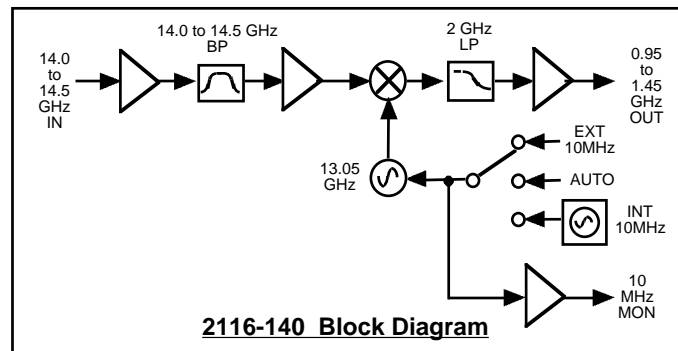 14.0
to
14.5
GHz
IN
14.0 to 14.5 GHz
BP
2 GHz
LP
0.95
to
1.45
GHz
OUT
13.05
GHz
EXT
10MHz
AUTO
INT
10MHz
10
MHz
MON
2116-140 Block Diagram